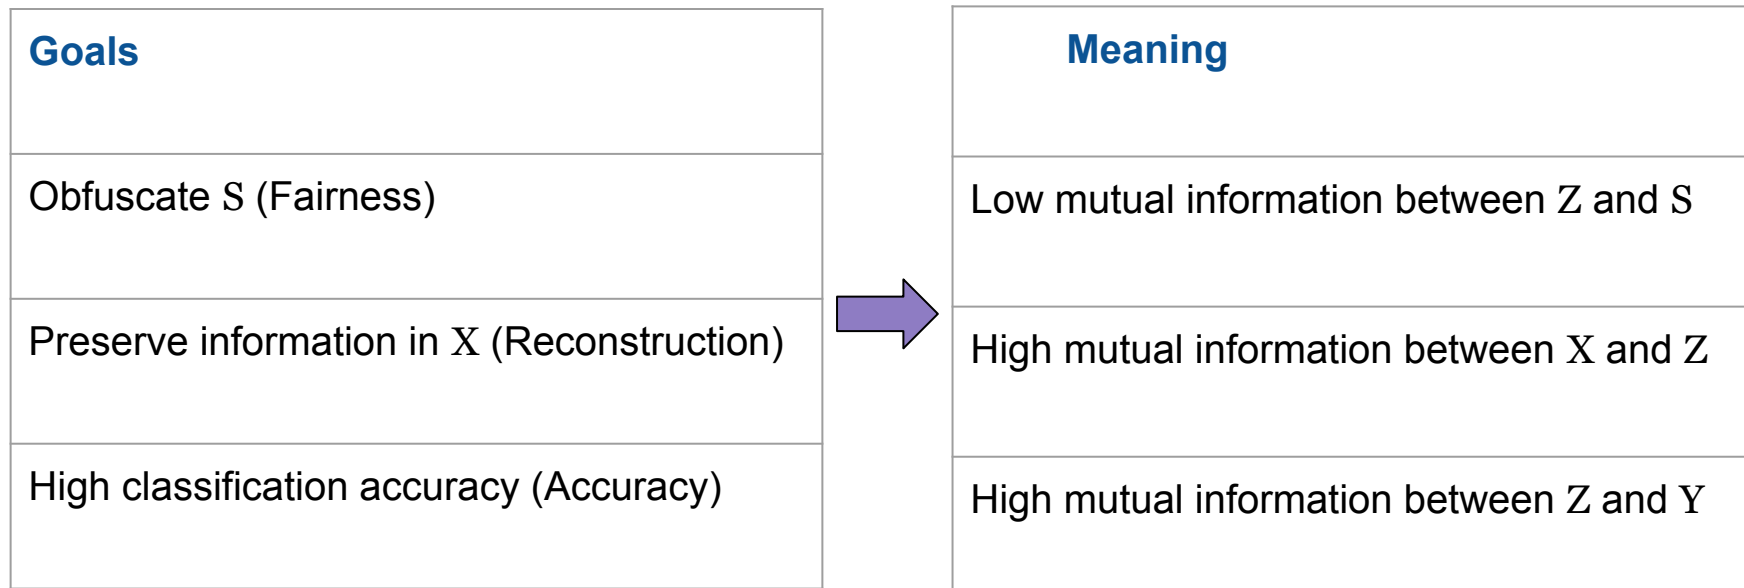 Goals
Obfuscate S (Fairness)
Preserve information in X (Reconstruction)
High classification accuracy (Accuracy)
Meaning
Low mutual information between Z and S
High mutual information between X and Z
High mutual information between Z and Y